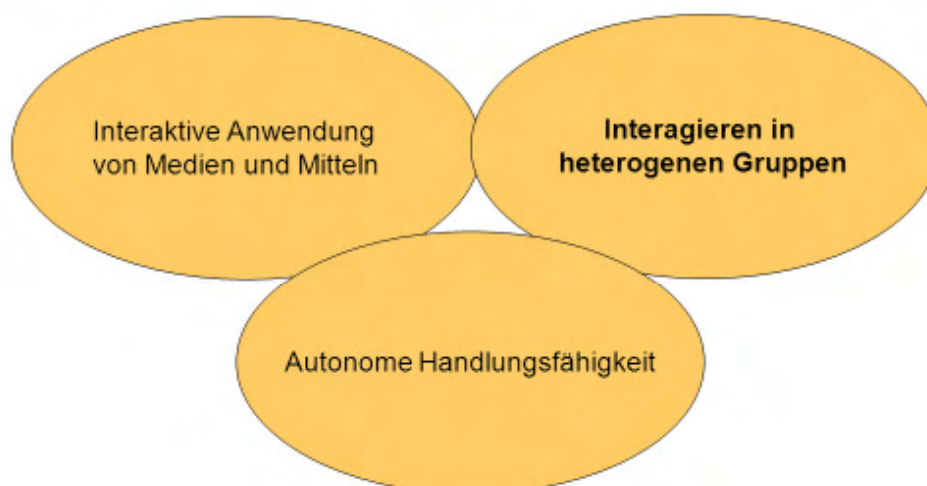 Interaktive Anwendung
von Medien und Mitteln
Interagieren in
heterogenen Gruppen
Autonome Handlungsfähigkeit